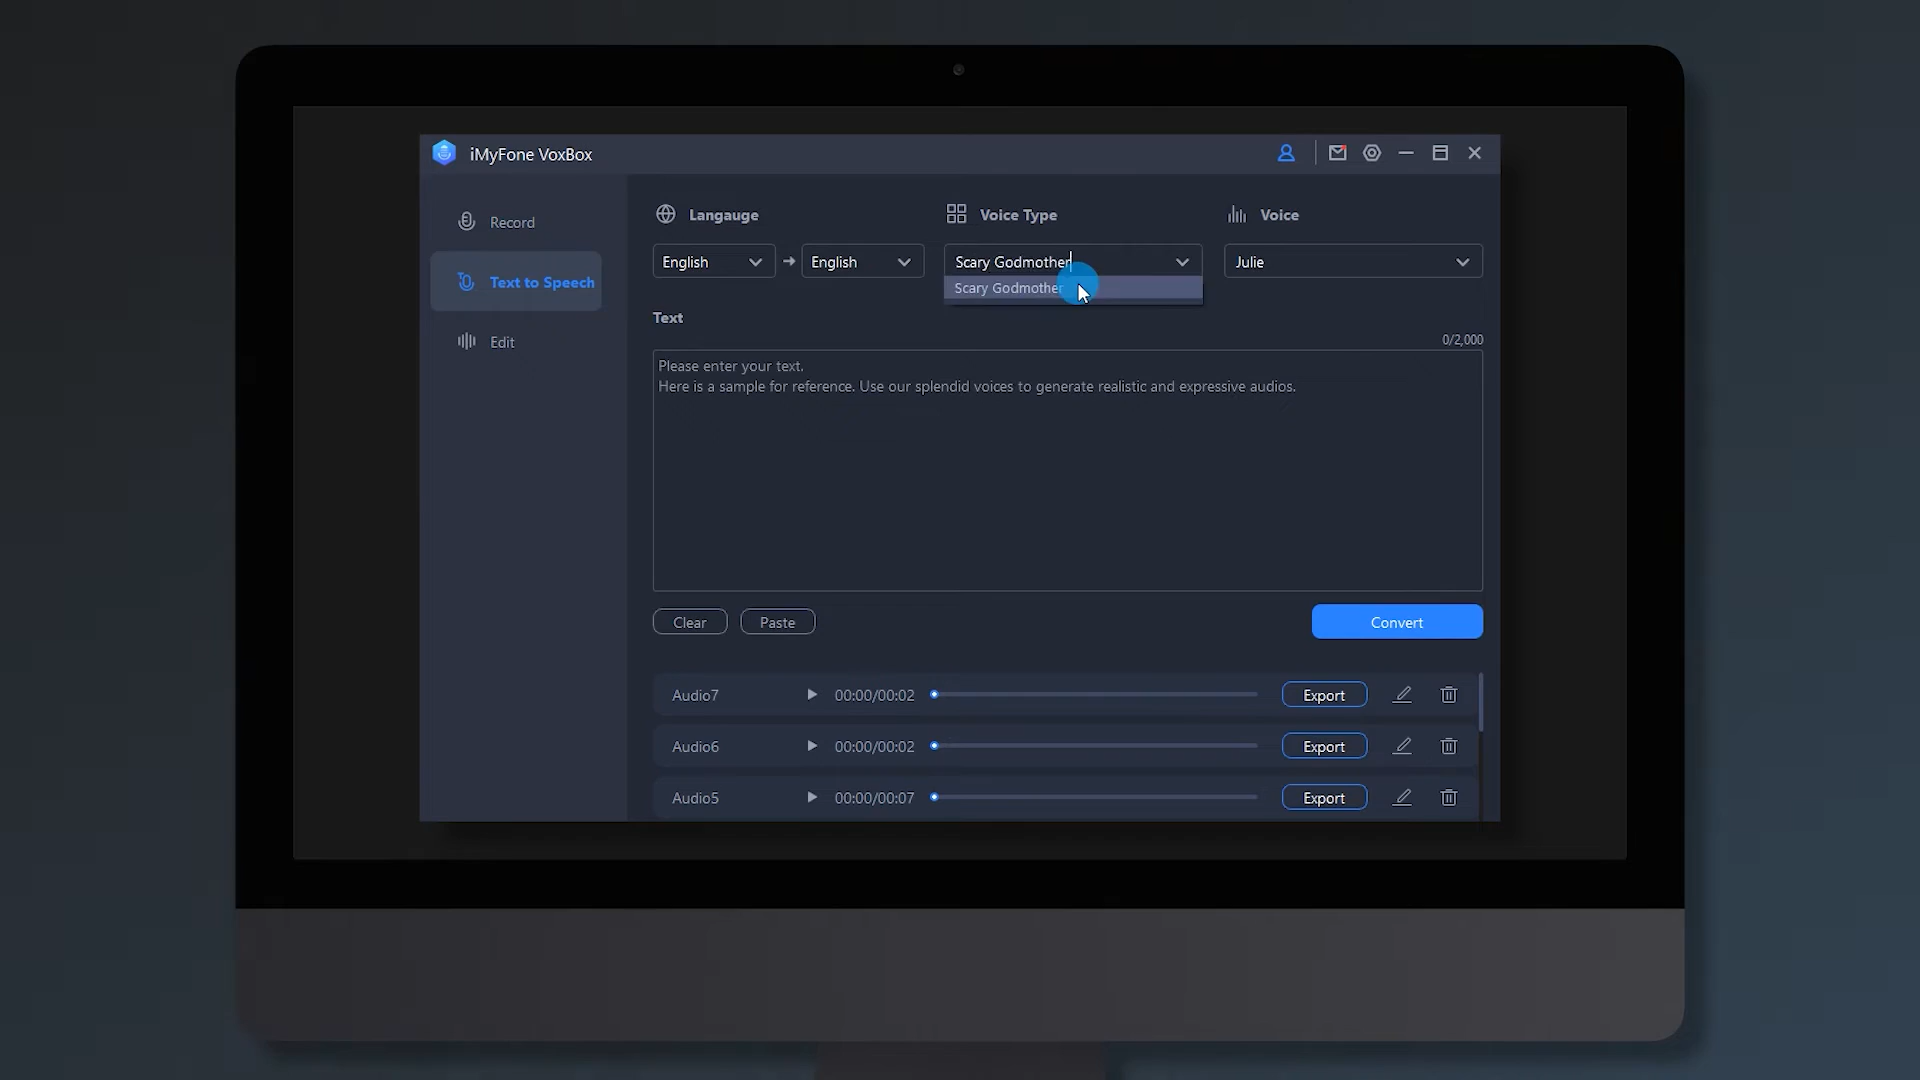 iMyFone VoxBox
Record
Text to Speech
Edit
Langauge
Voice Type
Voice
English
English
Scary Godmother
Julie
Scary Godmother
Text
0/2,000
Please enter your text.
Here is a sample for reference. Use our splendid voices to generate realistic and expressive audios.
Clear
Paste
Convert
Audio7
00:00/00:02
Export
Audio6
00:00/00:02
Export
Audio5
00:00/00:07
Export